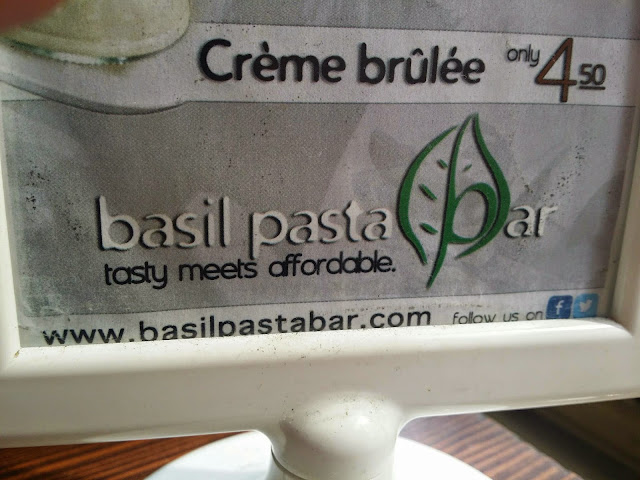 Crème brûlée only 4.50
basil pasta bar
tasty meets affordable.
www.basilpastabar.com follow us on f